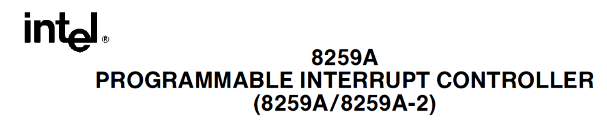 intel®
8259A
PROGRAMMABLE INTERRUPT CONTROLLER
(8259A/8259A-2)